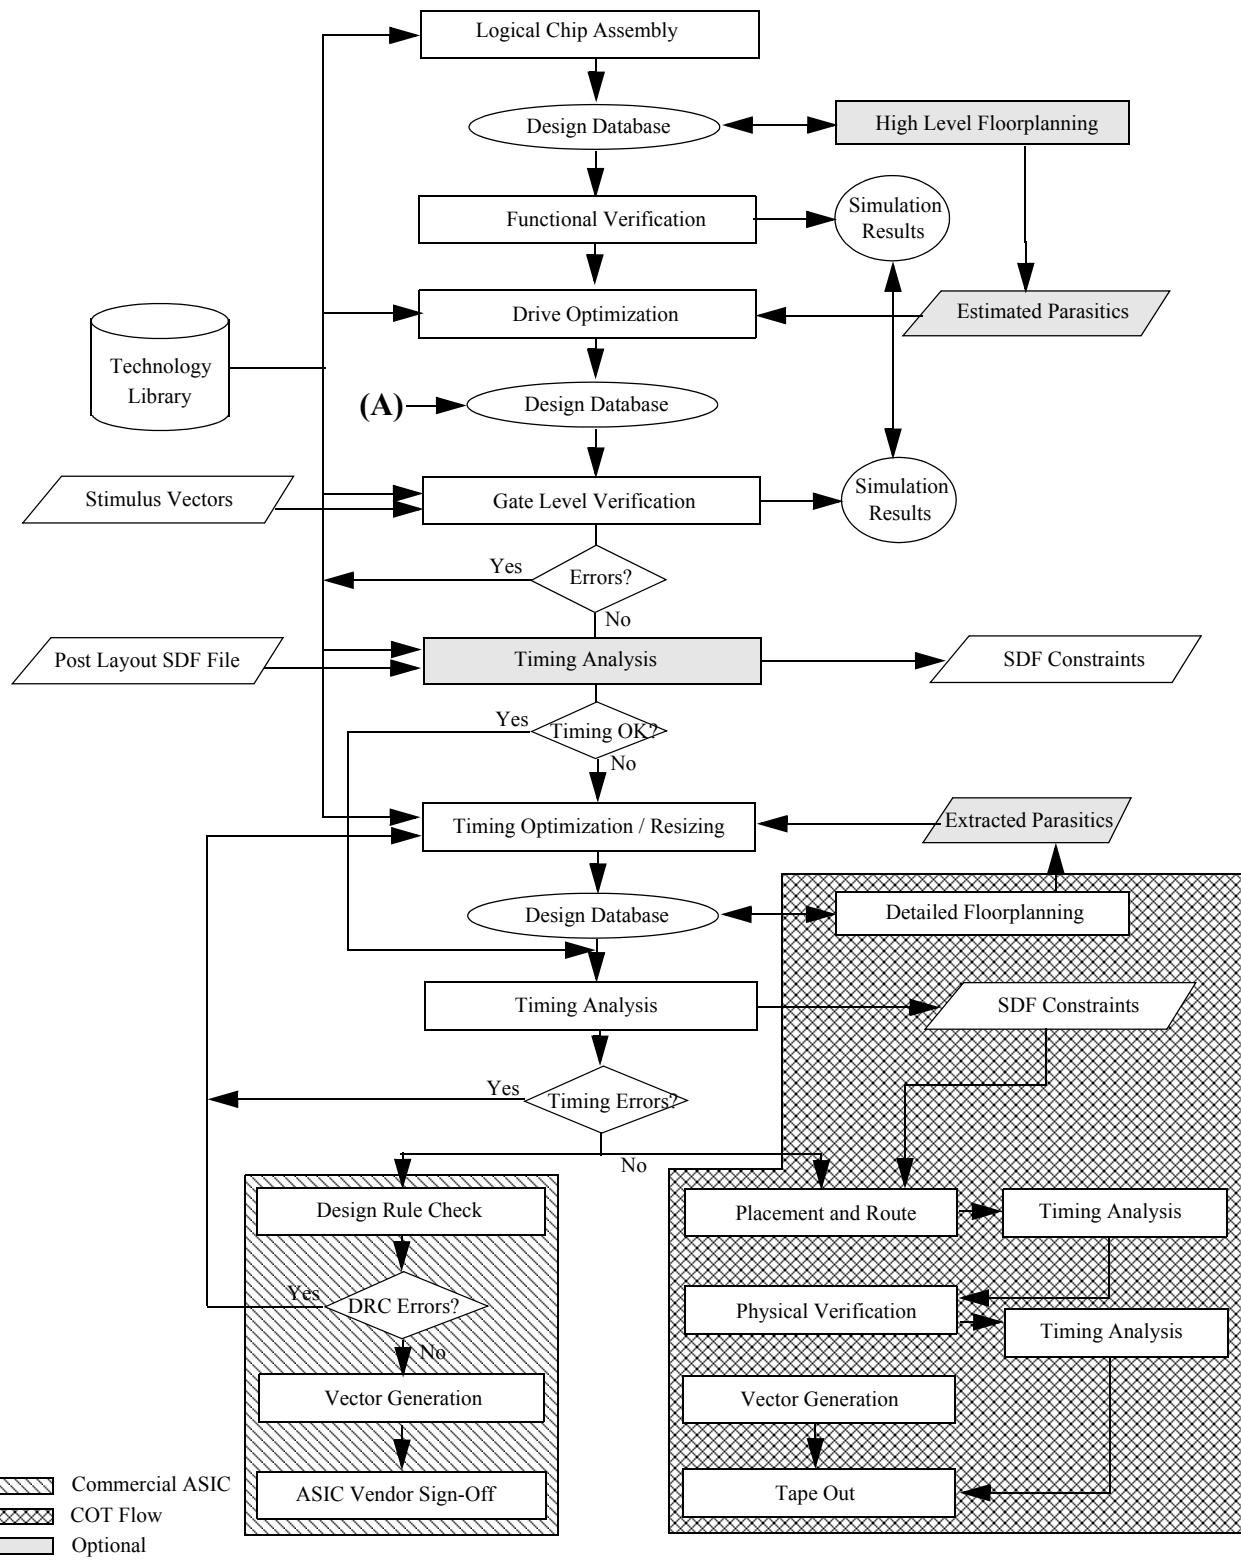 Logical Chip Assembly
Design Database
High Level Floorplanning
Functional Verification
Simulation
Results
Drive Optimization
Estimated Parasitics
Technology
Library
(A)
Design Database
Stimulus Vectors
Gate Level Verification
Simulation
Results
Yes
Errors?
No
Post Layout SDF File
Timing Analysis
SDF Constraints
Yes
Timing OK?
No
Timing Optimization / Resizing
Extracted Parasitics
Design Database
Detailed Floorplanning
Timing Analysis
SDF Constraints
Yes
Timing Errors?
No
Design Rule Check
Placement and Route
Timing Analysis
Yes
DRC Errors?
Physical Verification
Timing Analysis
No
Vector Generation
Vector Generation
ASIC Vendor Sign-Off
Tape Out
Commercial ASIC
COT Flow
Optional